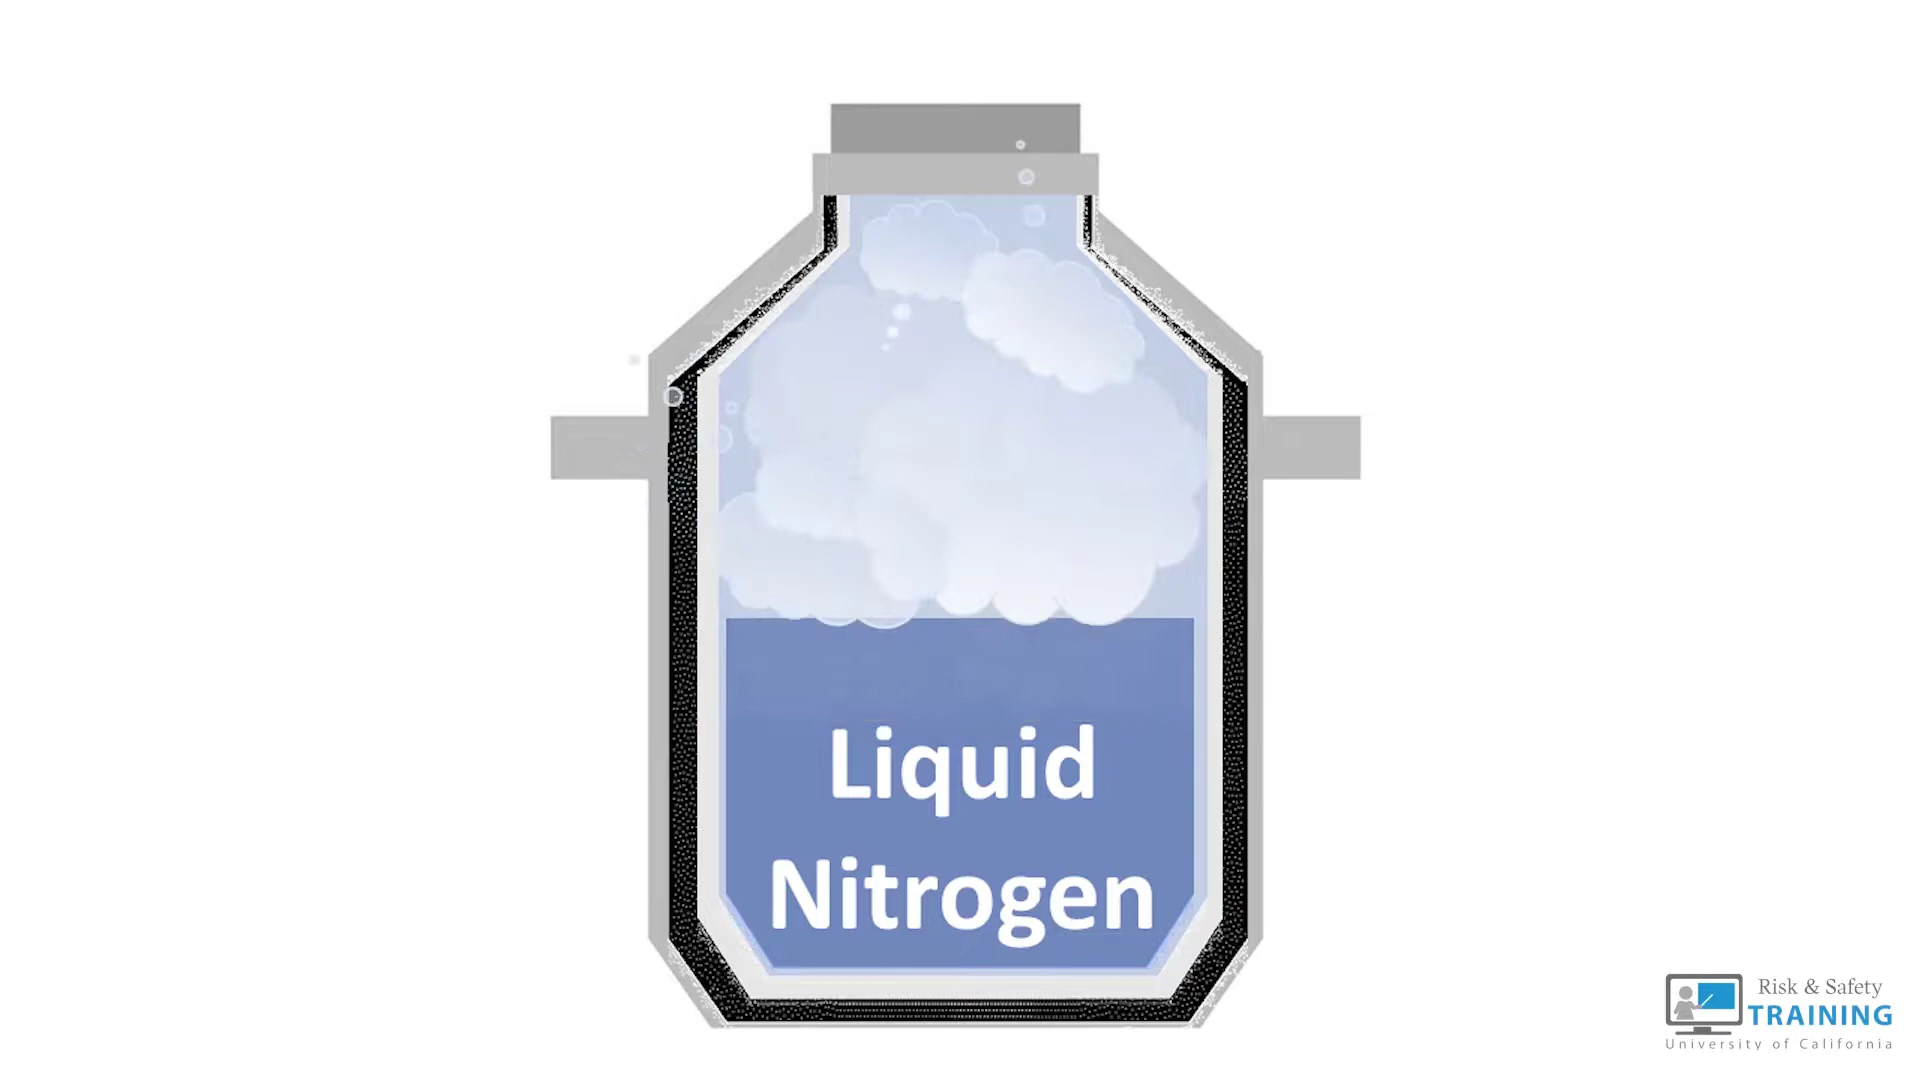 Liquid
Nitrogen
Risk & Safety
TRAINING
University of California